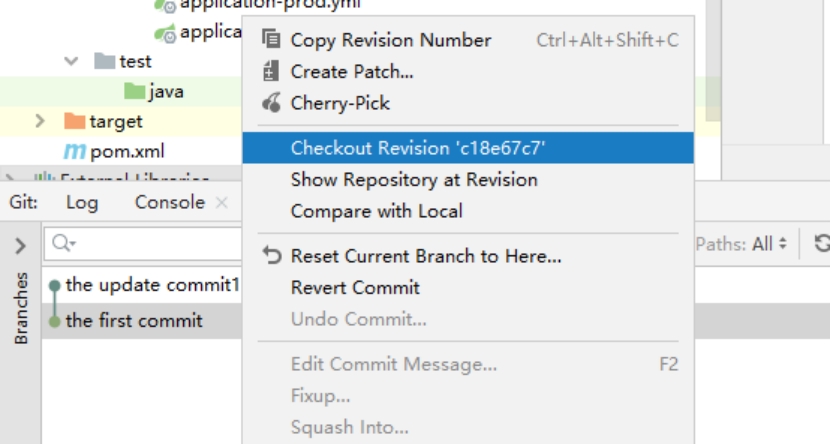 application-prod.yml
applica
test
java
target
pom.xml
External Libraries
Copy Revision Number Ctrl+Alt+Shift+C
Create Patch...
Cherry-Pick
Checkout Revision 'c18e67c7'
Show Repository at Revision
Compare with Local
Reset Current Branch to Here...
Revert Commit
Undo Commit...
Edit Commit Message... F2
Fixup...
Squash Into...
Git: Log Console
Paths: All
Branches
the update commit1
the first commit